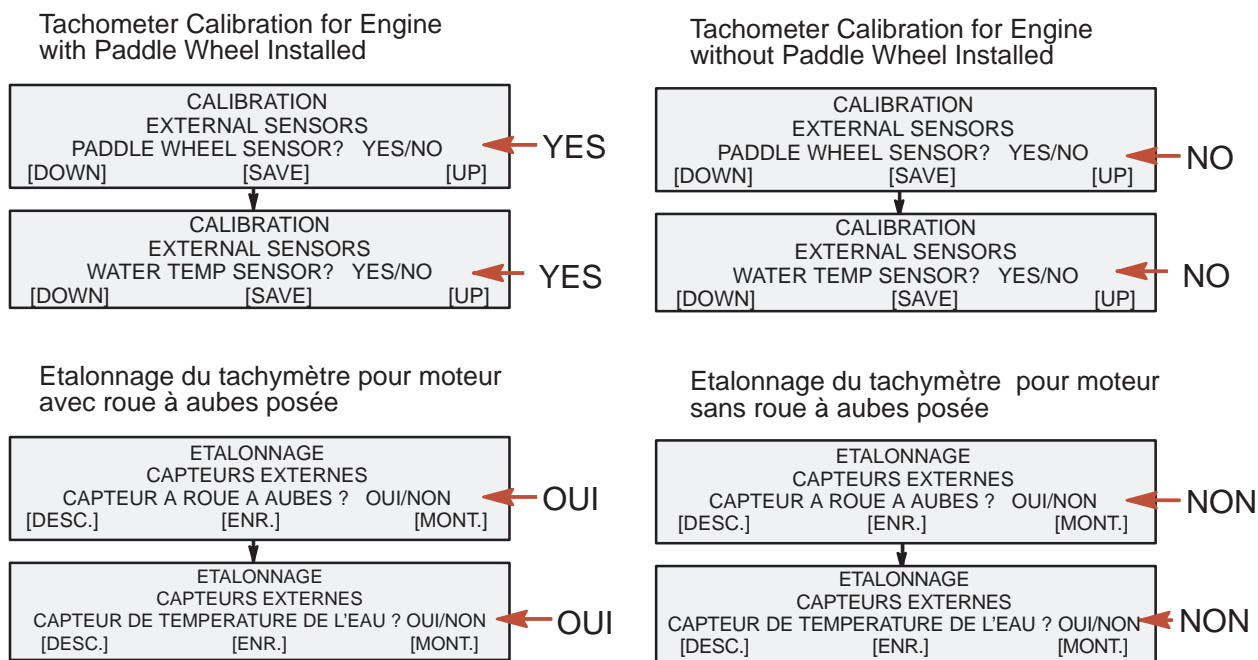 Tachometer Calibration for Engine
with Paddle Wheel Installed
CALIBRATION
EXTERNAL SENSORS
PADDLE WHEEL SENSOR? YES/NO
YES
[DOWN] [SAVE] [UP]
CALIBRATION
EXTERNAL SENSORS
WATER TEMP SENSOR? YES/NO
YES
[DOWN] [SAVE] [UP]
Tachometer Calibration for Engine
without Paddle Wheel Installed
CALIBRATION
EXTERNAL SENSORS
PADDLE WHEEL SENSOR? YES/NO
NO
[DOWN] [SAVE] [UP]
CALIBRATION
EXTERNAL SENSORS
WATER TEMP SENSOR? YES/NO
NO
[DOWN] [SAVE] [UP]
Etalonnage du tachymètre pour moteur
avec roue à aubes posée
ETALONNAGE
CAPTEURS EXTERNES
CAPTEUR A ROUE A AUBES ? OUI/NON
OUI
[DESC.] [ENR.] [MONT.]
ETALONNAGE
CAPTEURS EXTERNES
CAPTEUR DE TEMPERATURE DE L'EAU ? OUI/NON
OUI
[DESC.] [ENR.] [MONT.]
Etalonnage du tachymètre pour moteur
sans roue à aubes posée
ETALONNAGE
CAPTEURS EXTERNES
CAPTEUR A ROUE A AUBES ? OUI/NON
NON
[DESC.] [ENR.] [MONT.]
ETALONNAGE
CAPTEURS EXTERNES
CAPTEUR DE TEMPERATURE DE L'EAU ? OUI/NON
NON
[DESC.] [ENR.] [MONT.]